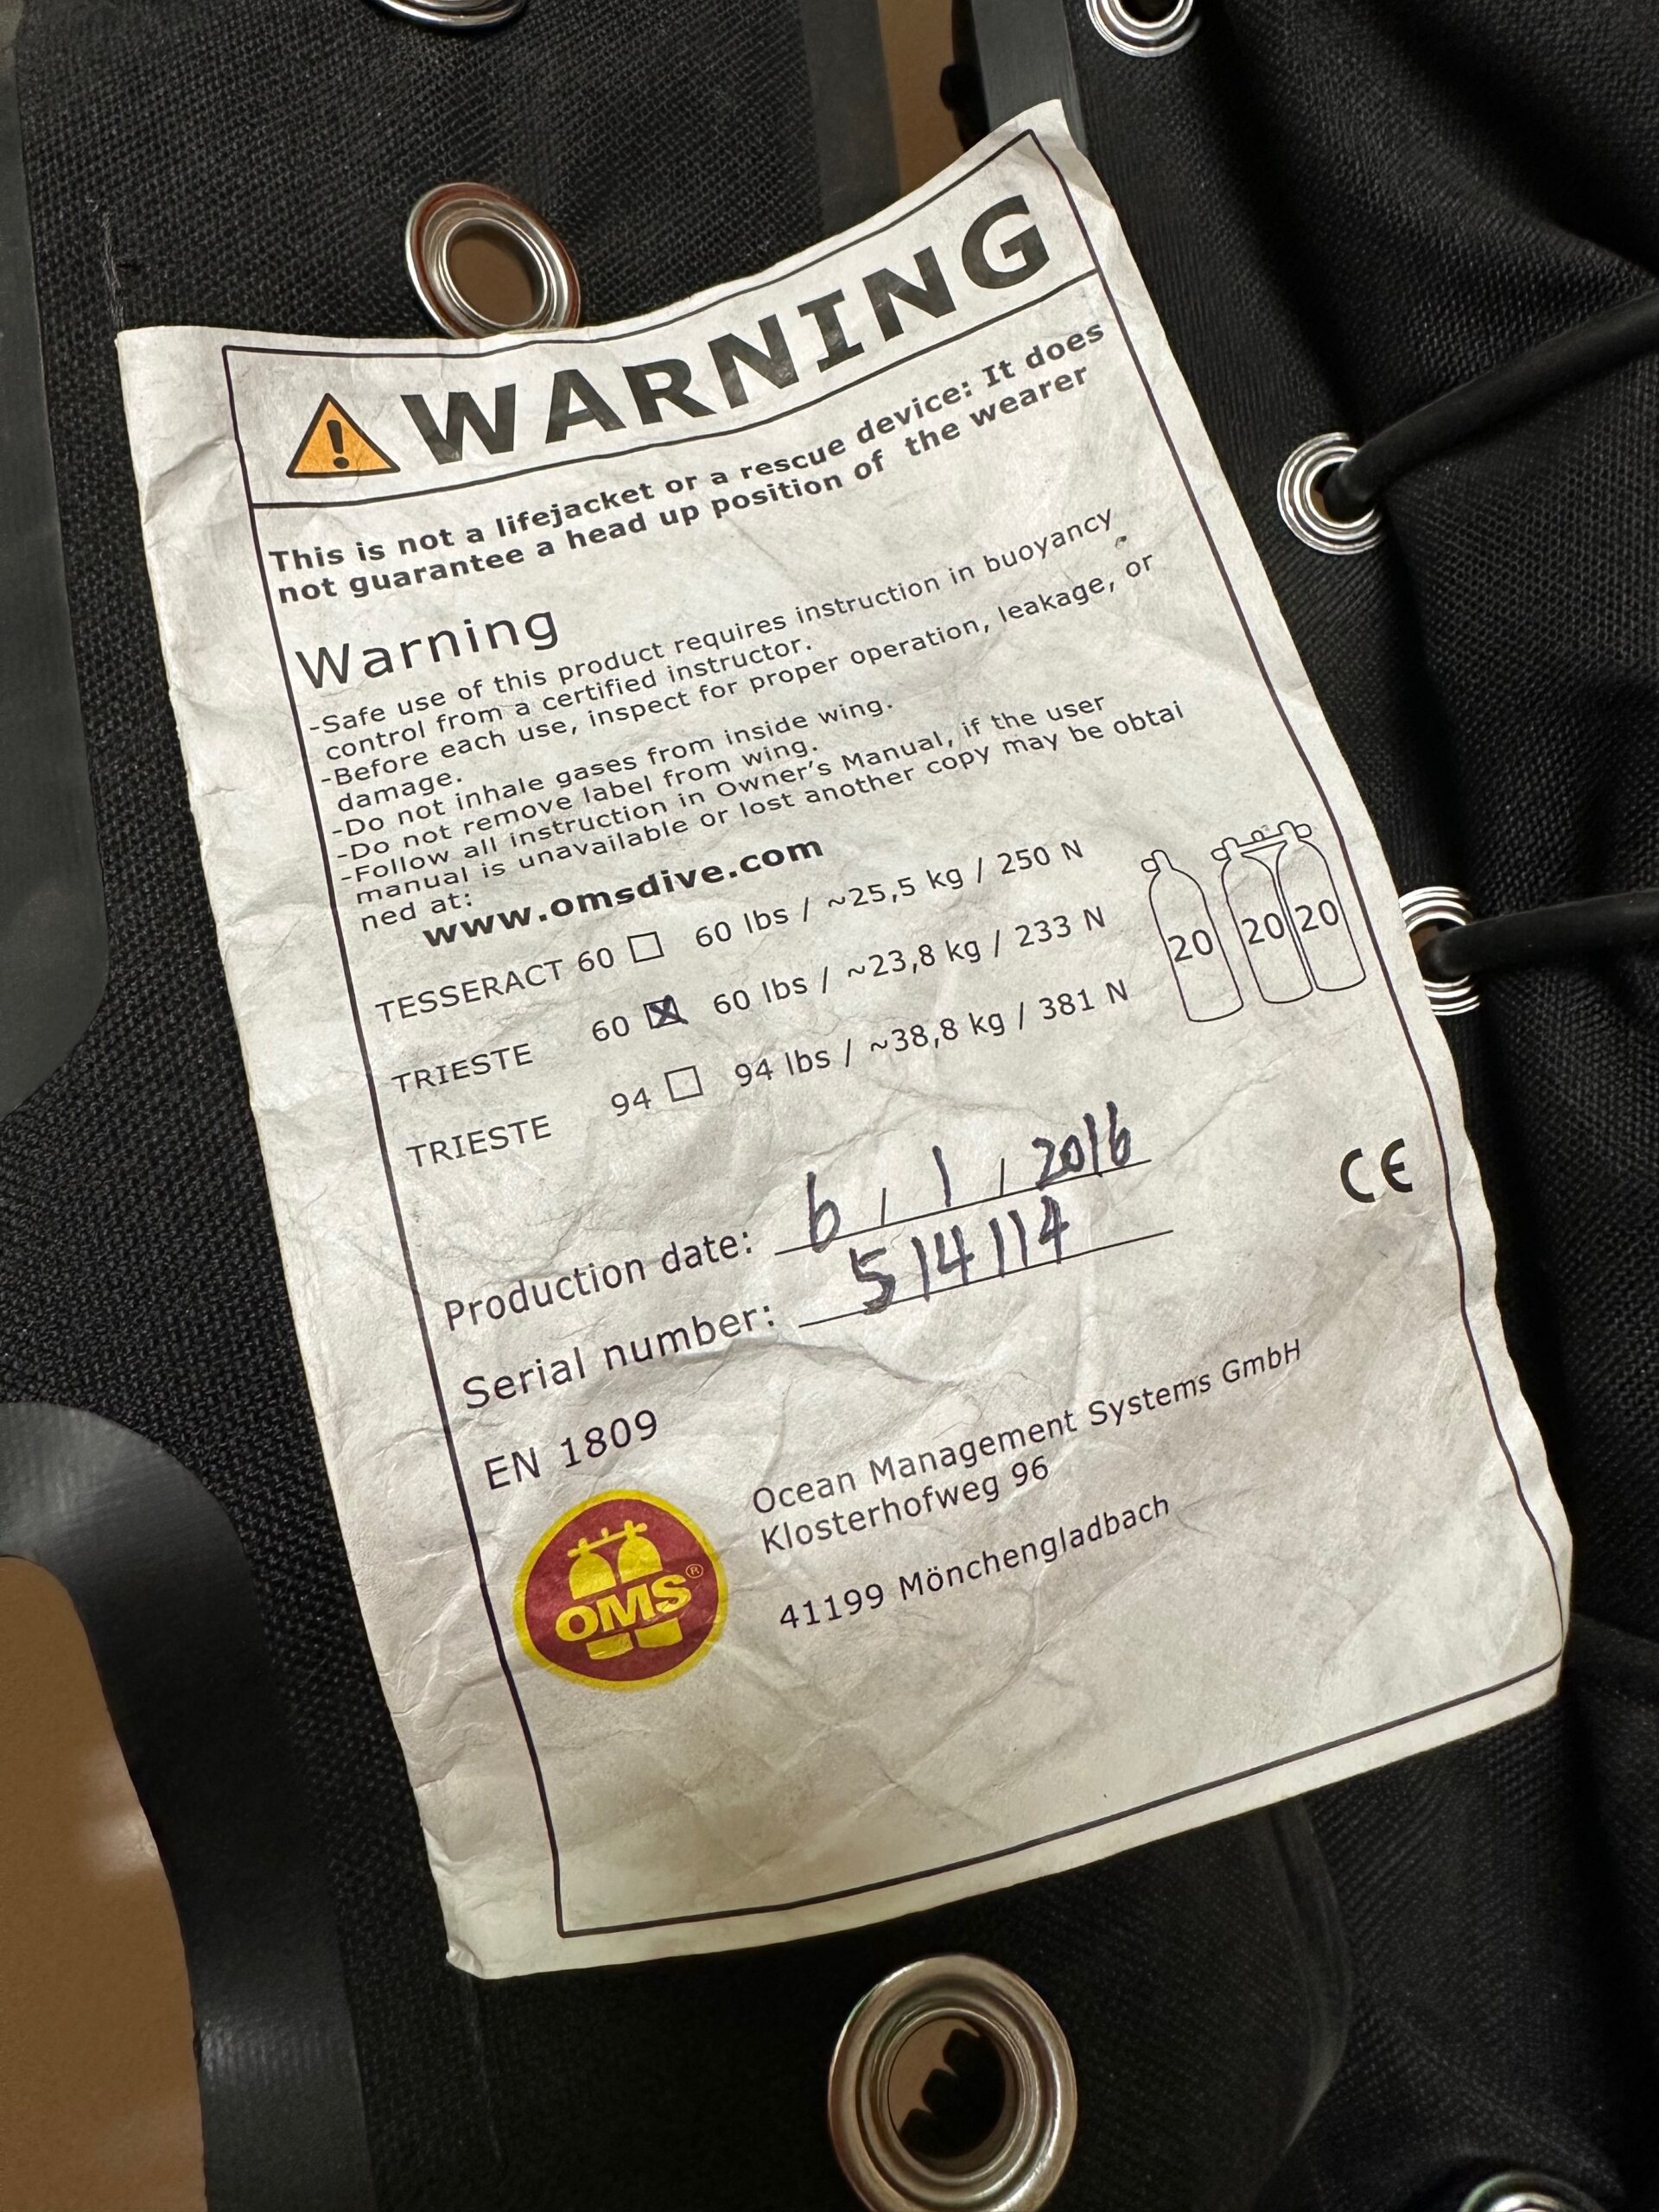 WARNING
This is not a lifejacket or a rescue device: It does
not guarantee a head up position of the wearer
Warning
-Safe use of this product requires instruction in buoyancy
control from a certified instructor.
-Before each use, inspect for proper operation, leakage, or
damage.
-Do not inhale gases from inside wing.
-Do not remove label from wing.
-Follow all instruction in Owner's Manual, if the user
manual is unavailable or lost another copy may be obtai
ned at:
www.omsdive.com
TESSERACT 60 60 lbs / ~25,5 kg / 250 N
TRIESTE 60 60 lbs / ~23,8 kg / 233 N
TRIESTE 94 94 lbs / ~38,8 kg / 381 N
20 20 20
Production date: 6 / 1 / 2016
CE
Serial number: 514114
EN 1809
Ocean Management Systems GmbH
Klosterhofweg 96
41199 Mönchengladbach
OMS®